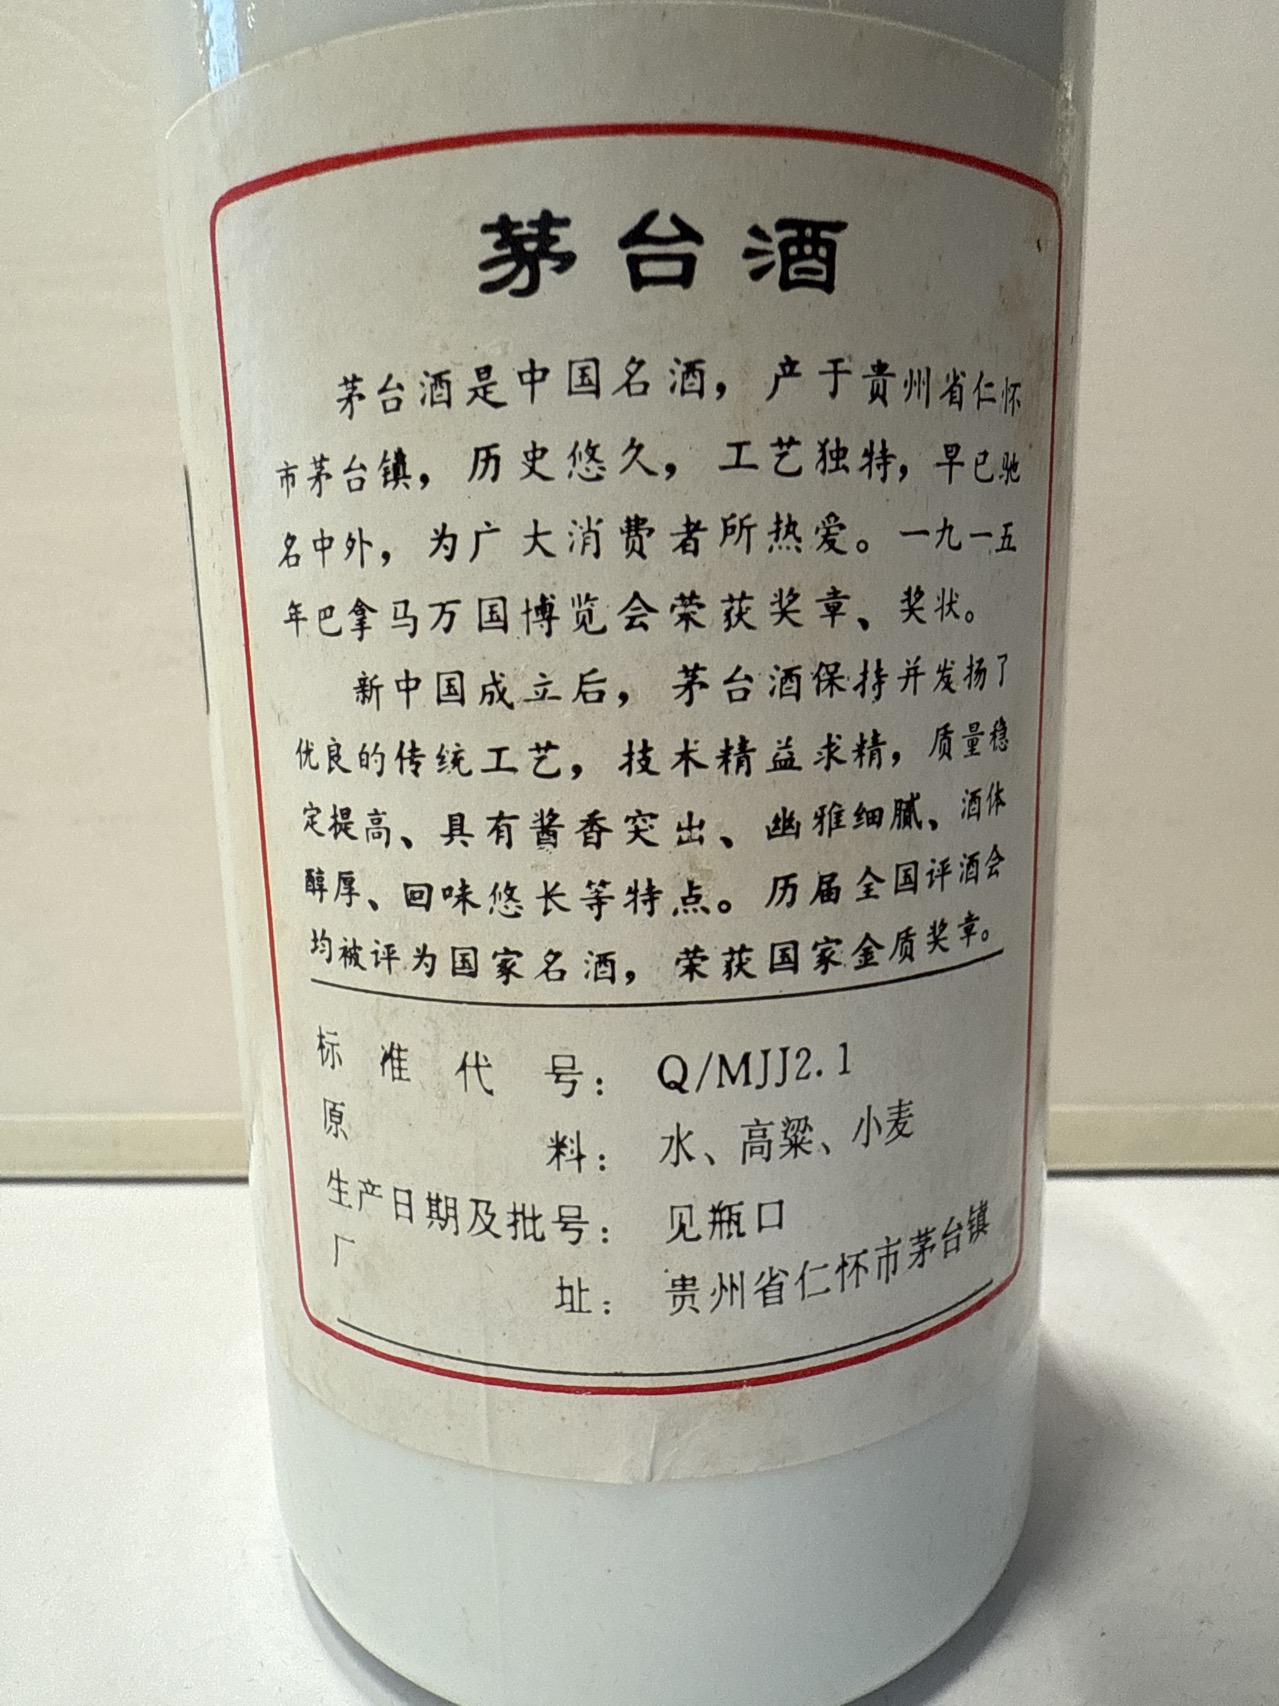 茅台酒
茅台酒是中国名酒，产于贵州省仁怀
市茅台镇，历史悠久，工艺独特，早已驰
名中外，为广大消费者所热爱。一九一五
年巴拿马万国博览会荣获奖章、奖状。
新中国成立后，茅台酒保持并发扬了
优良的传统工艺，技术精益求精，质量稳
定提高、具有酱香突出、幽雅细腻、酒体
醇厚、回味悠长等特点。历届全国评酒会
均被评为国家名酒，荣获国家金质奖章。
标准代号：Q/MJJ2.1
原料：水、高粱、小麦
生产日期及批号：见瓶口
厂址：贵州省仁怀市茅台镇